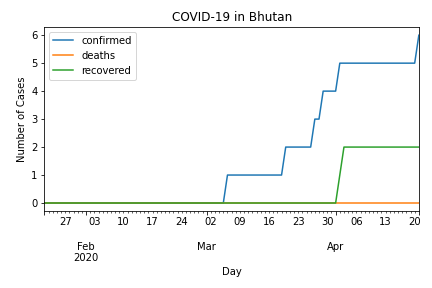 COVID-19 in Bhutan
confirmed
deaths
recovered
Number of Cases
6
5
4
3
2
1
0
27 03 10 17 24 02 09 16 23 30 06 13 20
Feb Mar Apr
2020
Day